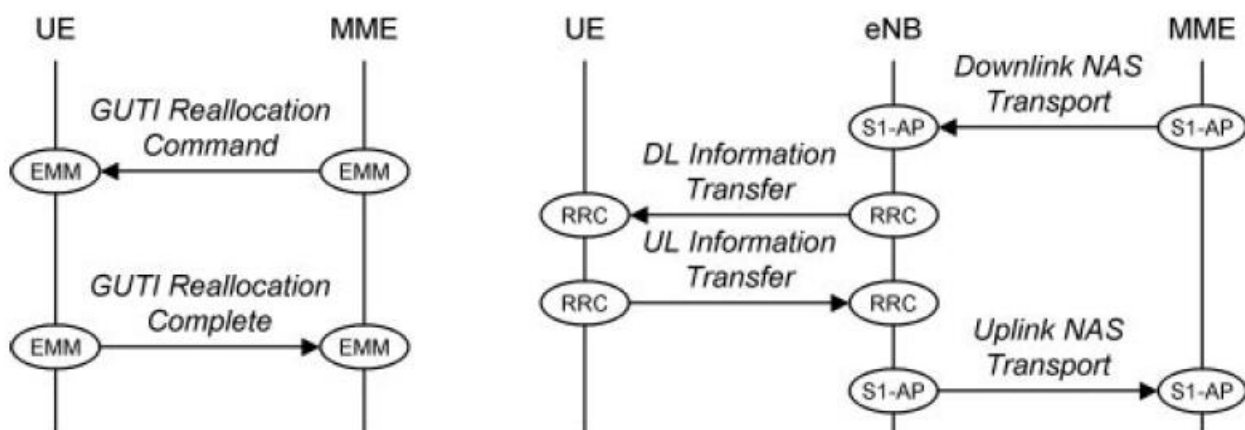 UE
MME
GUTI Reallocation
Command
EMM
EMM
GUTI Reallocation
Complete
EMM
EMM
UE
eNB
MME
Downlink NAS
Transport
S1-AP
S1-AP
DL Information
Transfer
RRC
RRC
UL Information
Transfer
RRC
RRC
Uplink NAS
Transport
S1-AP
S1-AP